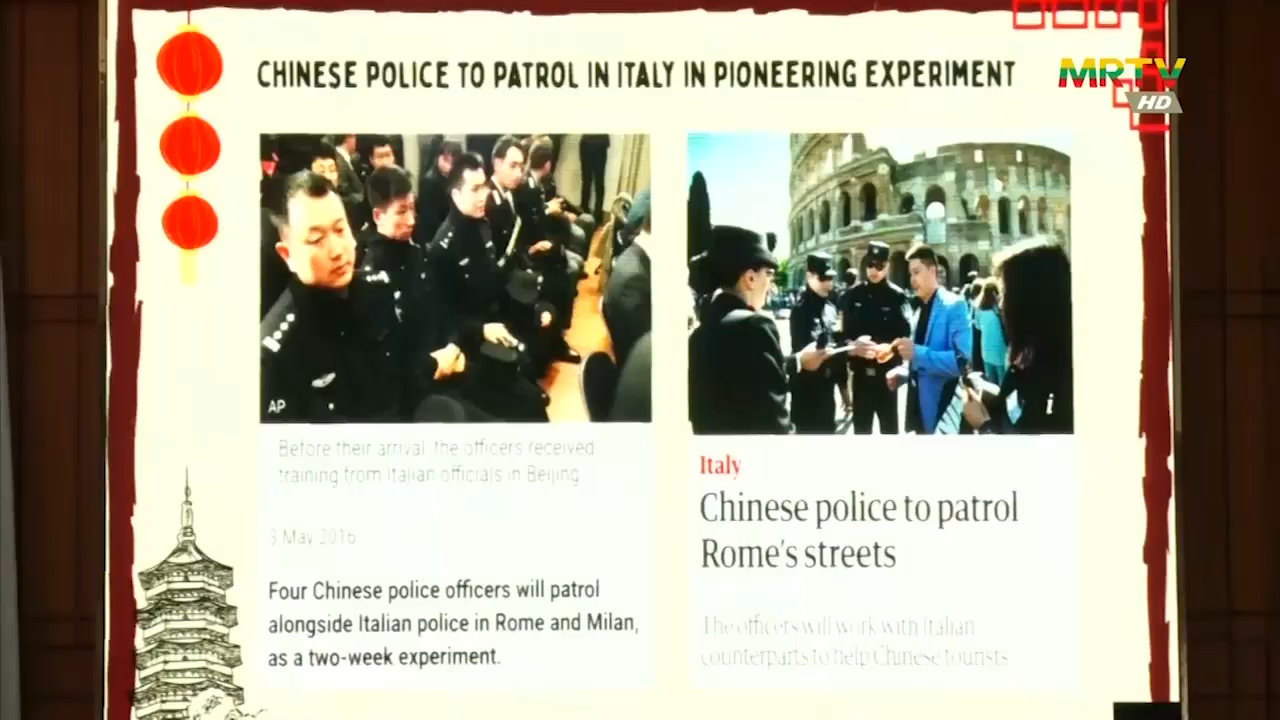 CHINESE POLICE TO PATROL IN ITALY IN PIONEERING EXPERIMENT
MRTV
HD
AP
Before their arrival, the officers received
training from Italian officials in Beijing
3 May 2016
Four Chinese police officers will patrol
alongside Italian police in Rome and Milan,
as a two-week experiment.
i
Italy
Chinese police to patrol
Rome's streets
The officers will work with Italian
counterparts to help Chinese tourists